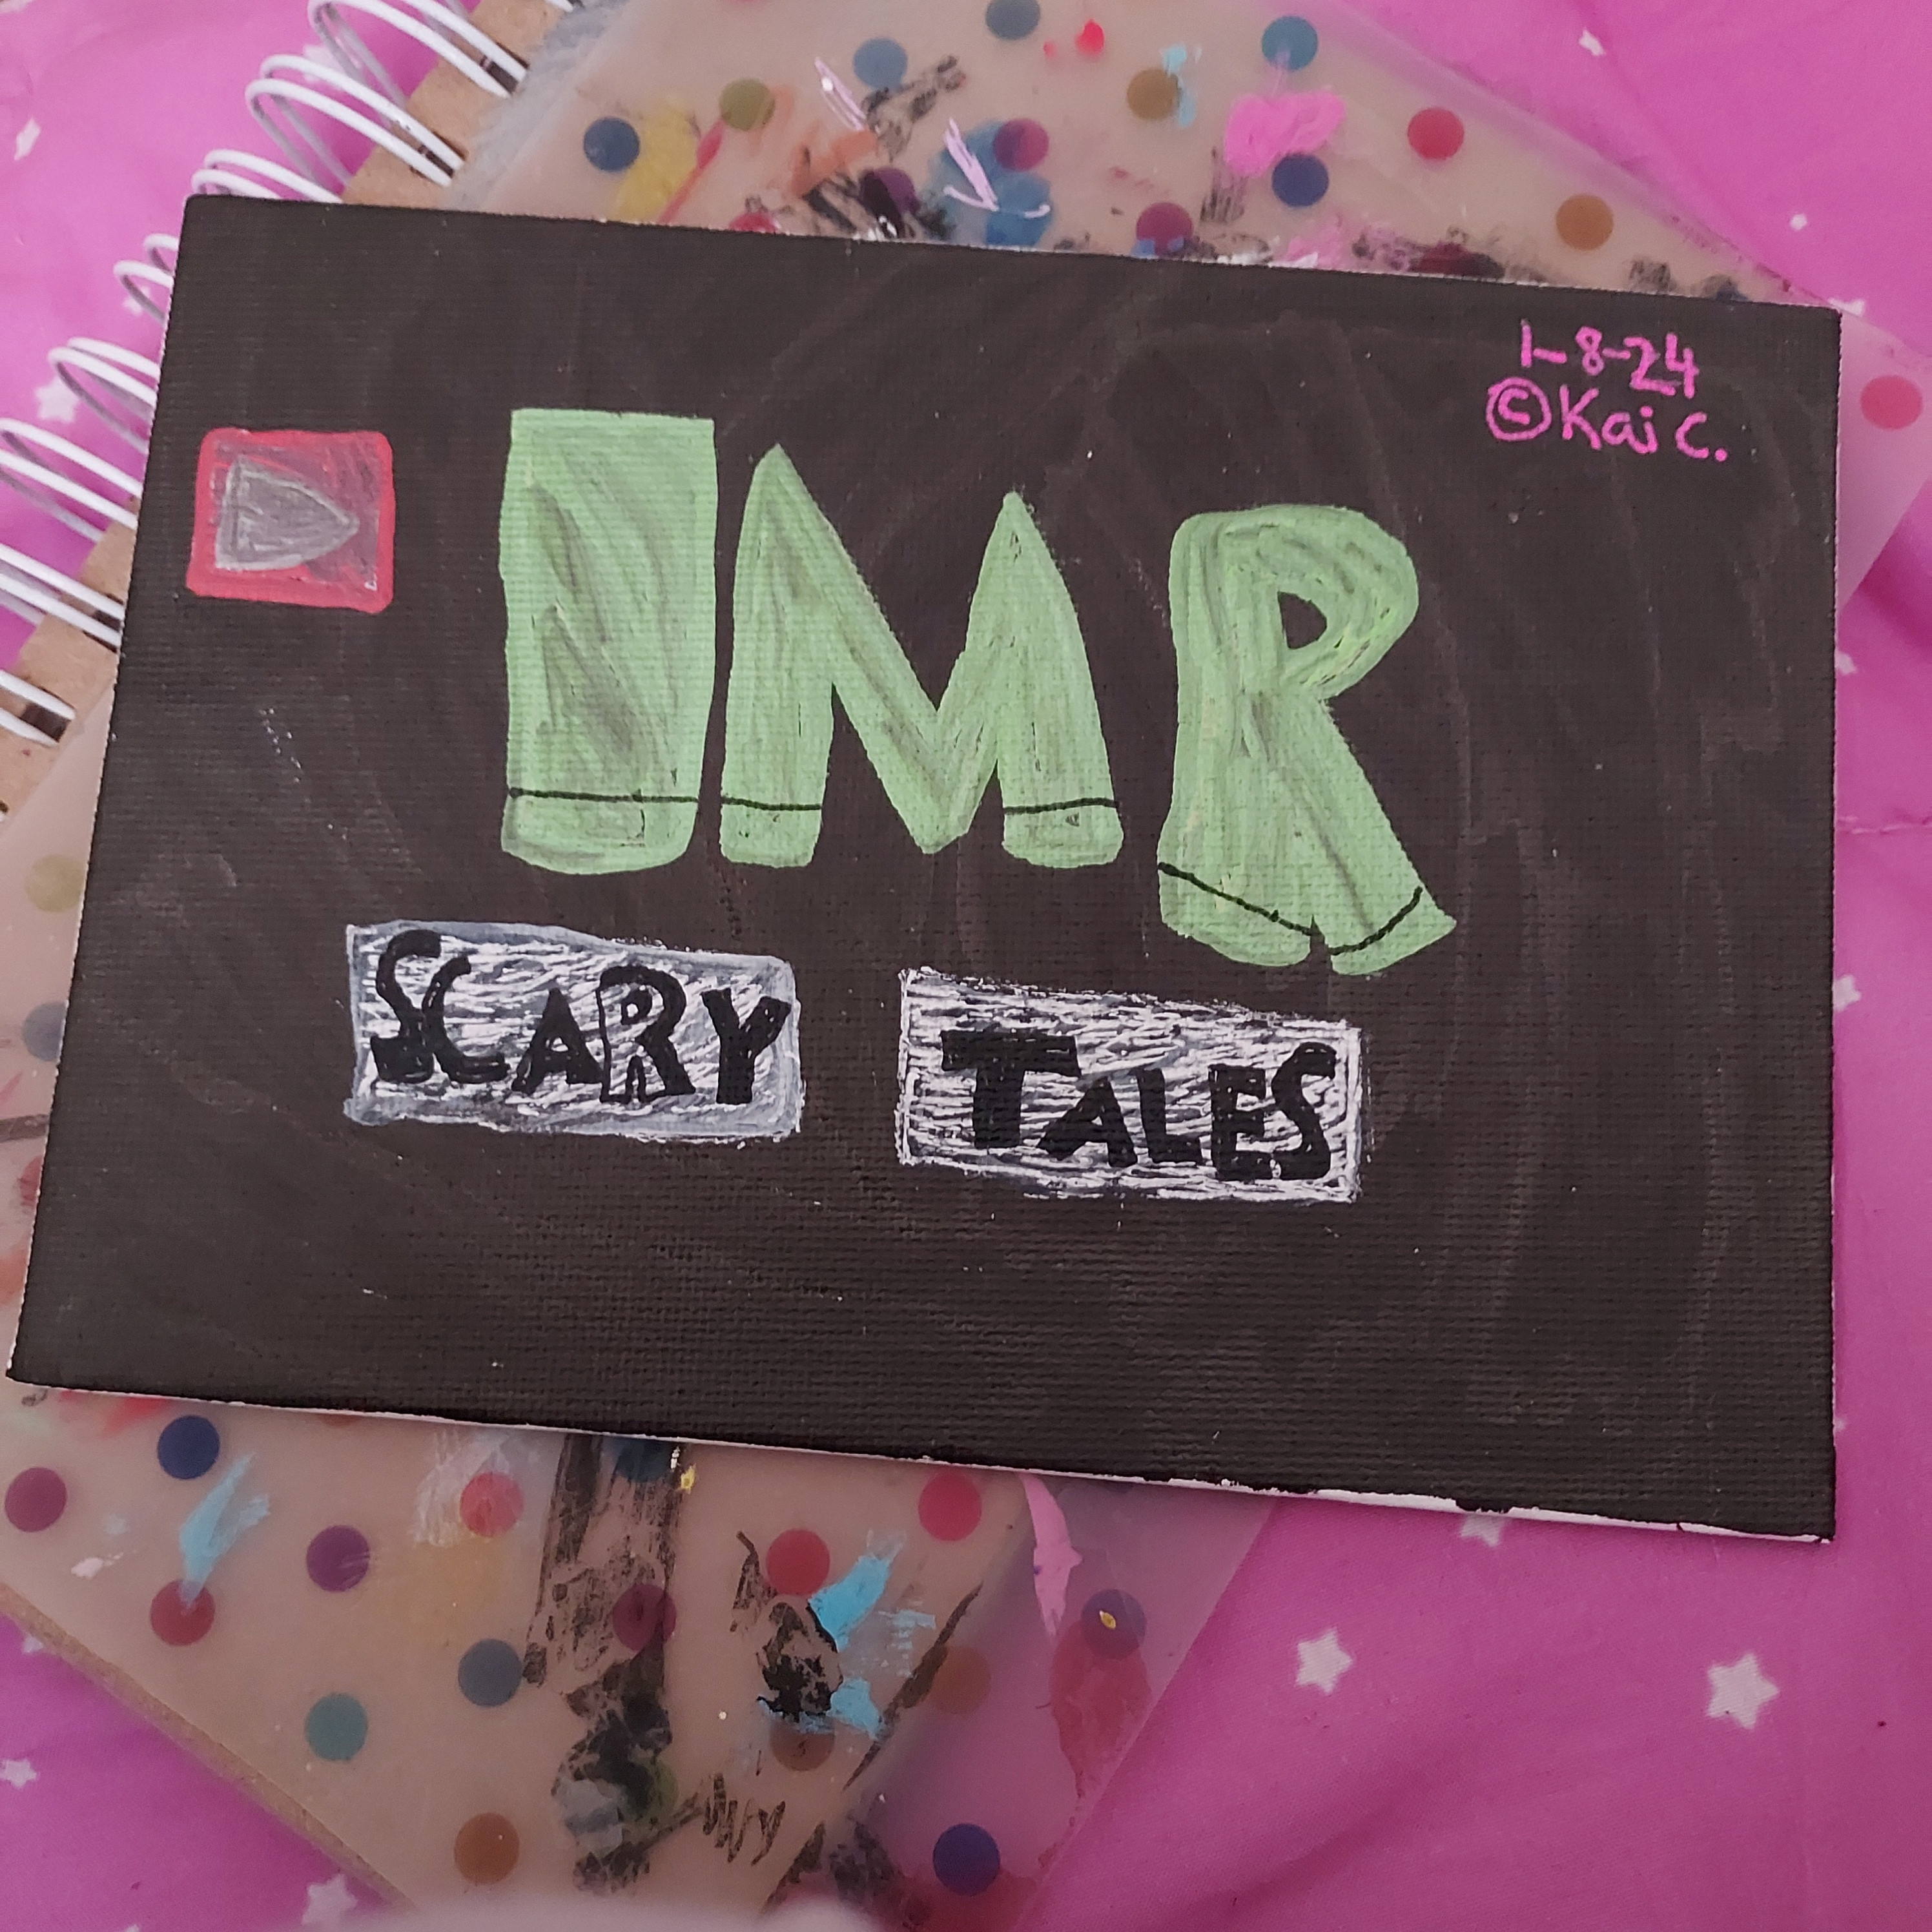 1-8-24
©Kai C.
IMR
SCARY TALES